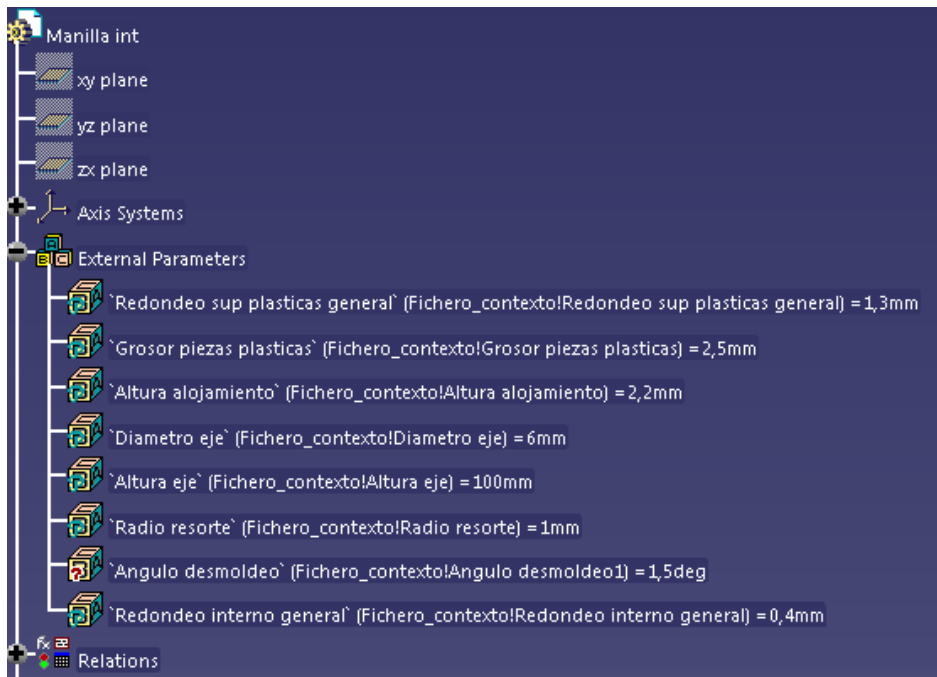 Manilla int
xy plane
yz plane
zx plane
Axis Systems
External Parameters
`Redondeo sup plasticas general` (Fichero_contexto!Redondeo sup plasticas general) =1,3mm
`Grosor piezas plasticas` (Fichero_contexto!Grosor piezas plasticas) =2,5mm
`Altura alojamiento` (Fichero_contexto!Altura alojamiento) =2,2mm
`Diametro eje` (Fichero_contexto!Diametro eje) =6mm
`Altura eje` (Fichero_contexto!Altura eje) =100mm
`Radio resorte` (Fichero_contexto!Radio resorte) =1mm
`Angulo desmoldeo` (Fichero_contexto!Angulo desmoldeo1) =1,5deg
`Redondeo interno general` (Fichero_contexto!Redondeo interno general) =0,4mm
Relations